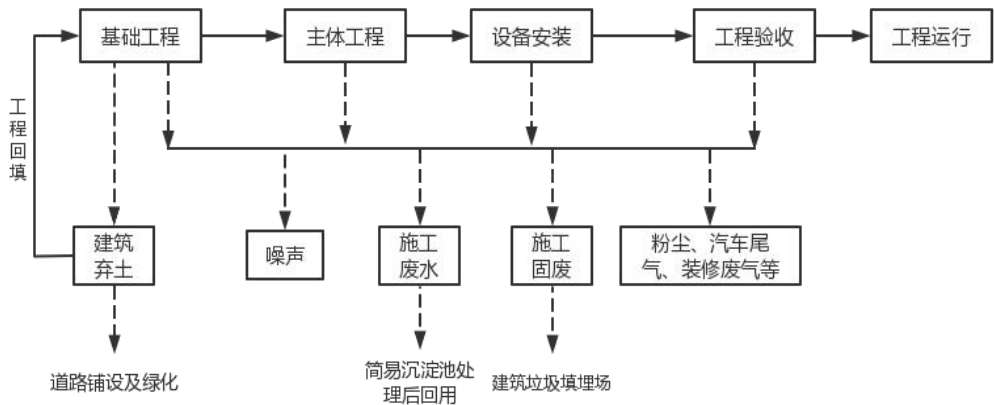 基础工程
主体工程
设备安装
工程验收
工程运行
工程回填
建筑
弃土
噪声
施工
废水
施工
固废
粉尘、汽车尾
气、装修废气等
道路铺设及绿化
简易沉淀池处
理后回用
建筑垃圾填埋场